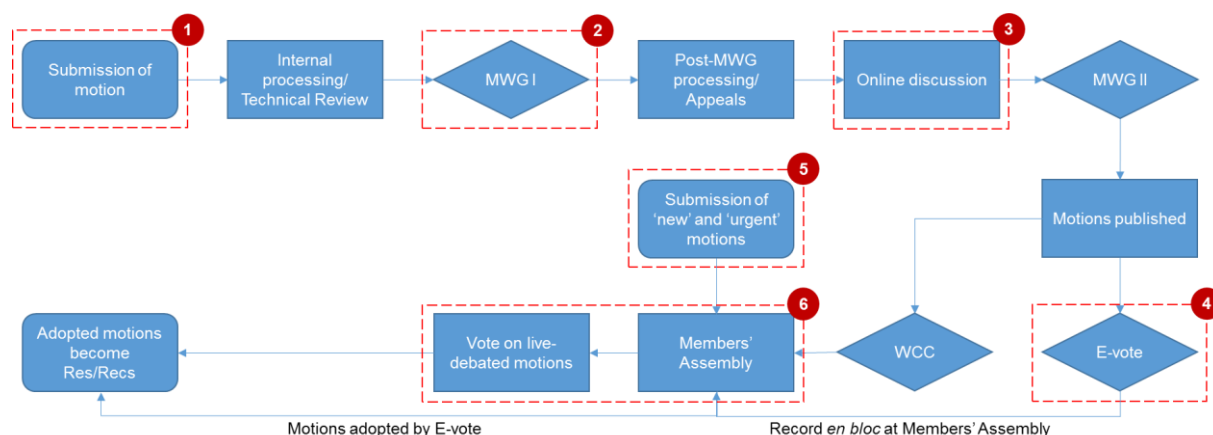 1
2
3
Submission of
motion
Internal
processing/
Technical Review
MWG I
Post-MWG
processing/
Appeals
Online discussion
MWG II
5
Submission of
‘new’ and ‘urgent’
motions
Motions published
6
4
Adopted motions
become
Res/Recs
Vote on live-
debated motions
Members’
Assembly
WCC
E-vote
Motions adopted by E-vote
Record en bloc at Members’ Assembly